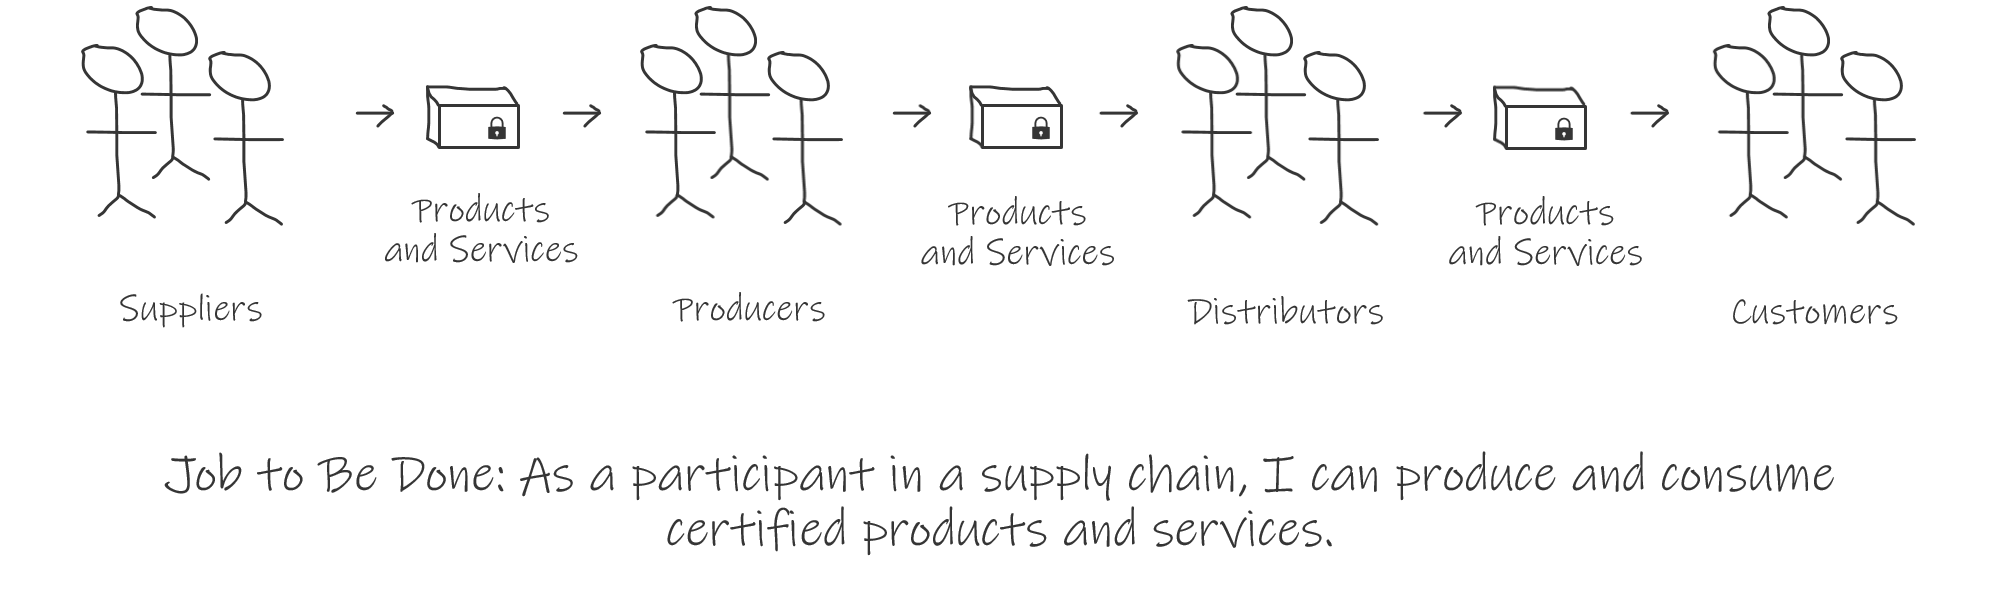 Products
and Services
Products
and Services
Products
and Services
Suppliers
Producers
Distributors
Customers
Job to Be Done: As a participant in a supply chain, I can produce and consume
certified products and services.